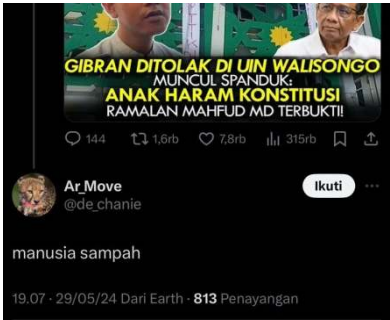 GIBRAN DITOLAK DI UIN WALISONGO
MUNCUL SPANDUK:
ANAK HARAM KONSTITUSI
RAMALAN MAHFUD MD TERBUKTI!
144 1,6rb 7,8rb 315rb
Ar_Move
Ikuti
@de_chanie
manusia sampah
19.07 · 29/05/24 Dari Earth · 813 Penayangan